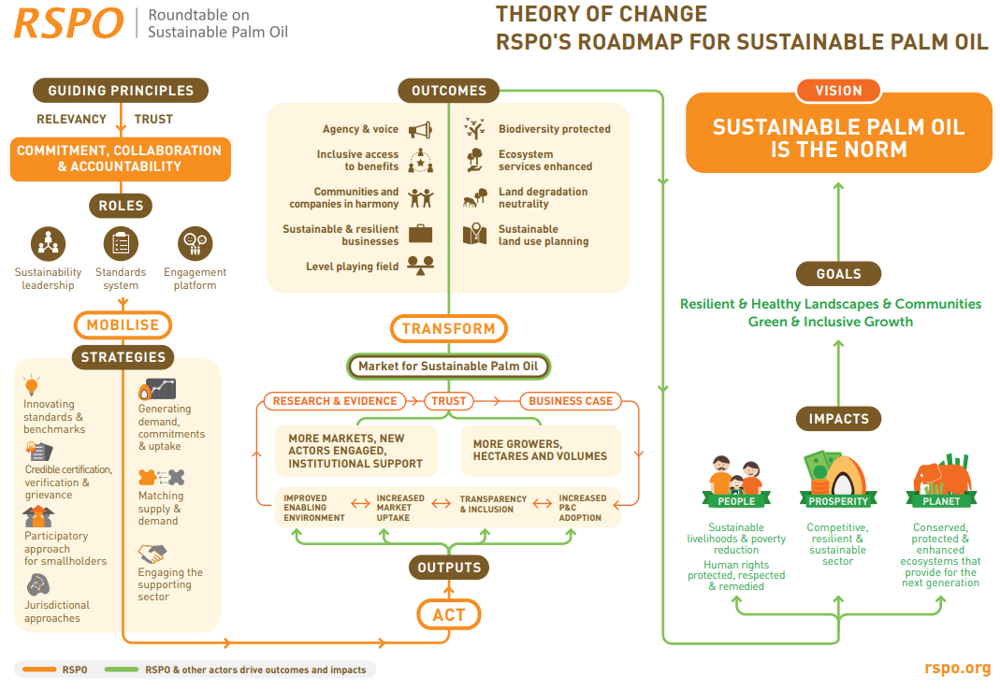 RSPO
Roundtable on
Sustainable Palm Oil
THEORY OF CHANGE
RSPO'S ROADMAP FOR SUSTAINABLE PALM OIL
GUIDING PRINCIPLES
RELEVANCY
TRUST
COMMITMENT, COLLABORATION
& ACCOUNTABILITY
ROLES
Sustainability
leadership
Standards
system
Engagement
platform
MOBILISE
STRATEGIES
Innovating
standards &
benchmarks
Credible certification,
verification &
grievance
Participatory
approach
for smallholders
Jurisdictional
approaches
Generating
demand,
commitments
& uptake
Matching
supply &
demand
Engaging the
supporting
sector
OUTCOMES
Agency & voice
Inclusive access
to benefits
Communities and
companies in harmony
Sustainable & resilient
businesses
Level playing field
Biodiversity protected
Ecosystem
services enhanced
Land degradation
neutrality
Sustainable
land use planning
TRANSFORM
Market for Sustainable Palm Oil
RESEARCH & EVIDENCE
TRUST
BUSINESS CASE
MORE MARKETS, NEW
ACTORS ENGAGED,
INSTITUTIONAL SUPPORT
MORE GROWERS,
HECTARES AND VOLUMES
IMPROVED
ENABLING
ENVIRONMENT
INCREASED
MARKET
UPTAKE
TRANSPARENCY
& INCLUSION
INCREASED
P&C
ADOPTION
OUTPUTS
ACT
VISION
SUSTAINABLE PALM OIL
IS THE NORM
GOALS
Resilient & Healthy Landscapes & Communities
Green & Inclusive Growth
IMPACTS
PEOPLE
Sustainable
livelihoods & poverty
reduction
Human rights
protected, respected
& remedied
PROSPERITY
Competitive,
resilient &
sustainable
sector
PLANET
Conserved,
protected &
enhanced
ecosystems that
provide for the
next generation
RSPO
RSPO & other actors drive outcomes and impacts
rspo.org